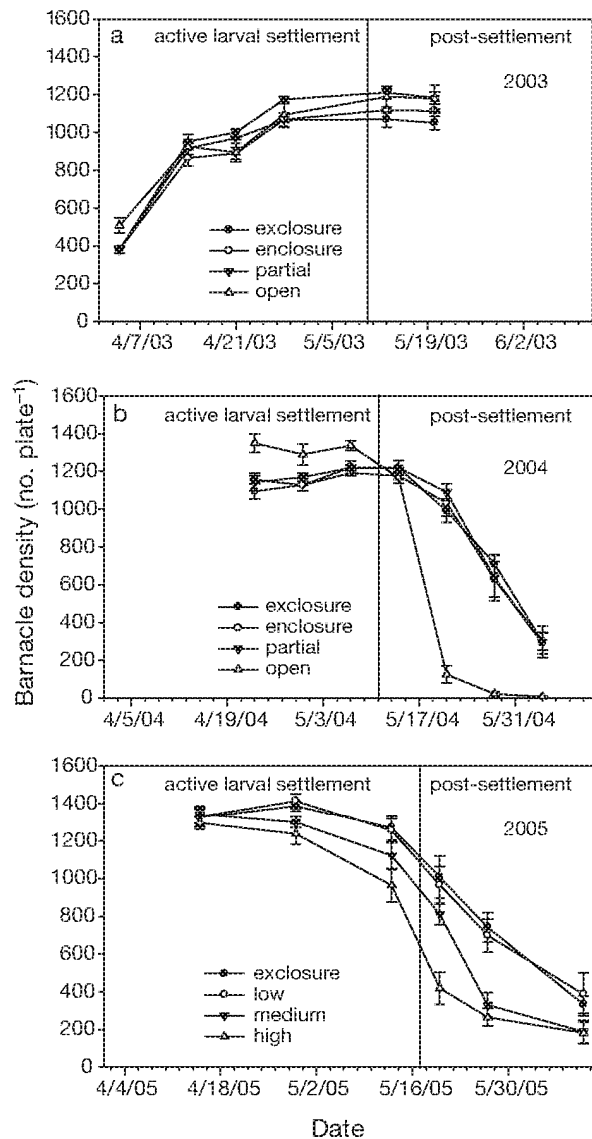 a
active larval settlement
post-settlement
2003
1600
1400
1200
1000
800
600
400
200
0
exclosure
enclosure
partial
open
4/7/03
4/21/03
5/5/03
5/19/03
6/2/03
Barnacle density (no. plate⁻¹)
b
active larval settlement
post-settlement
2004
1600
1400
1200
1000
800
600
400
200
0
exclosure
enclosure
partial
open
4/5/04
4/19/04
5/3/04
5/17/04
5/31/04
c
active larval settlement
post-settlement
2005
1600
1400
1200
1000
800
600
400
200
0
exclosure
low
medium
high
4/4/05
4/18/05
5/2/05
5/16/05
5/30/05
Date